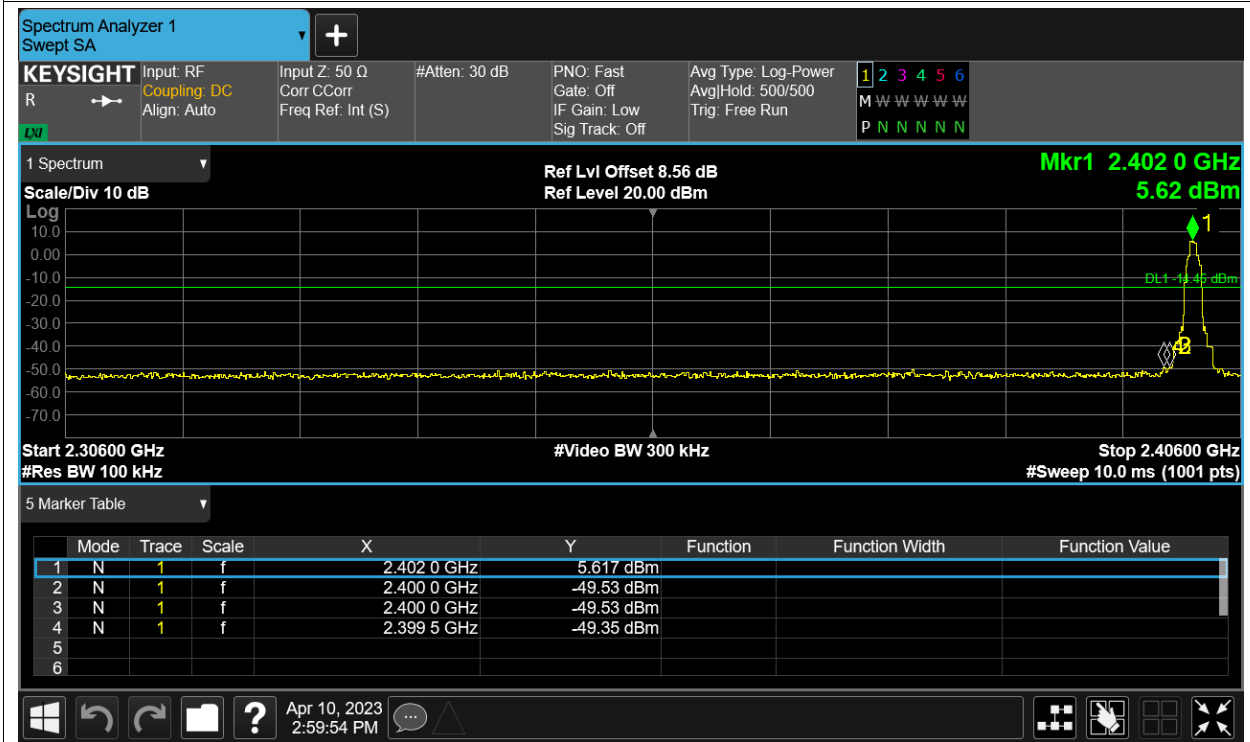 Spectrum Analyzer 1
Swept SA
+
KEYSIGHT Input: RF Input Z: 50 Ω #Atten: 30 dB PNO: Fast Avg Type: Log-Power 1 2 3 4 5 6
R Coupling: DC Corr CCorr Gate: Off Avg|Hold: 500/500 M W W W W W
Align: Auto Freq Ref: Int (S) IF Gain: Low Trig: Free Run
LXI Sig Track: Off P N N N N N
1 Spectrum Ref Lvl Offset 8.56 dB Mkr1 2.402 0 GHz
Scale/Div 10 dB Ref Level 20.00 dBm 5.62 dBm
Log
1
10.0
0.00
-10.0
DL1 -14.45 dBm
-20.0
-30.0
-40.0
-50.0
-60.0
-70.0
Start 2.30600 GHz #Video BW 300 kHz Stop 2.40600 GHz
#Res BW 100 kHz #Sweep 10.0 ms (1001 pts)
5 Marker Table
Mode Trace Scale X Y Function Function Width Function Value
1 N 1 f 2.402 0 GHz 5.617 dBm
2 N 1 f 2.400 0 GHz -49.53 dBm
3 N 1 f 2.400 0 GHz -49.53 dBm
4 N 1 f 2.399 5 GHz -49.35 dBm
5
6
? Apr 10, 2023
2:59:54 PM